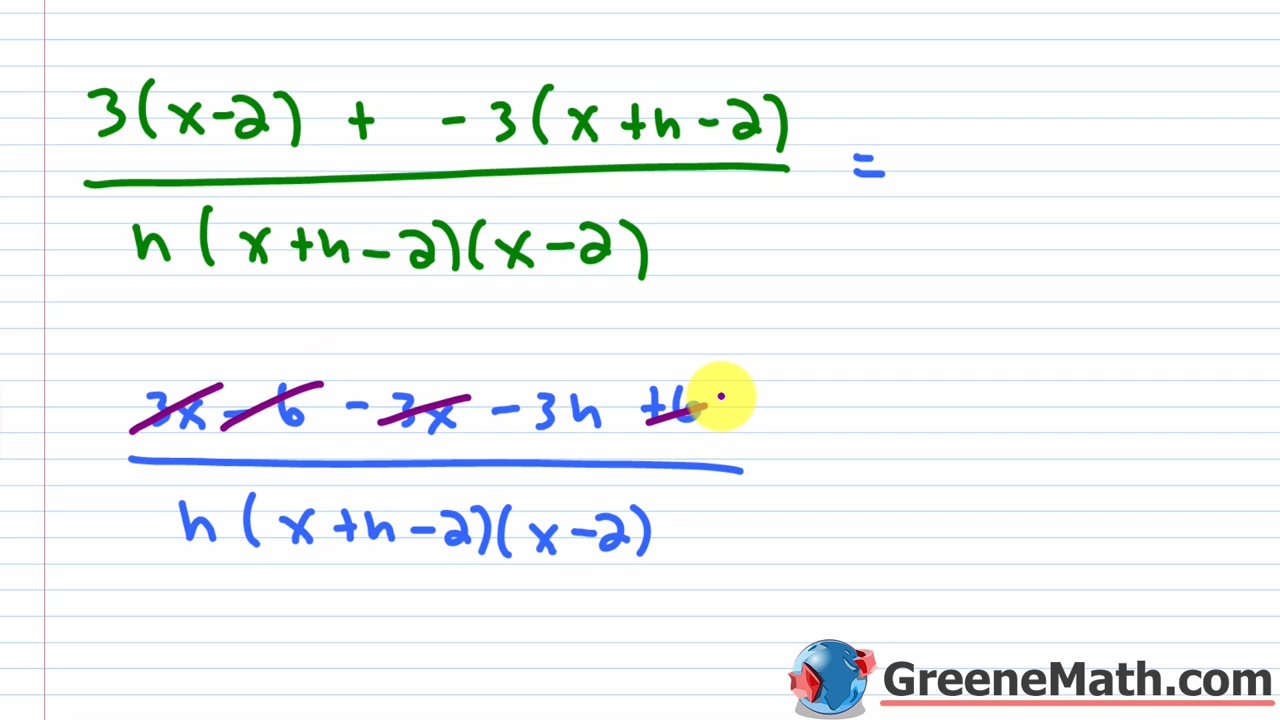 3(x-2) + -3(x+h-2)
=
h(x+h-2)(x-2)
3x - 6 - 3x - 3h +6
h(x+h-2)(x-2)
GreeneMath.com